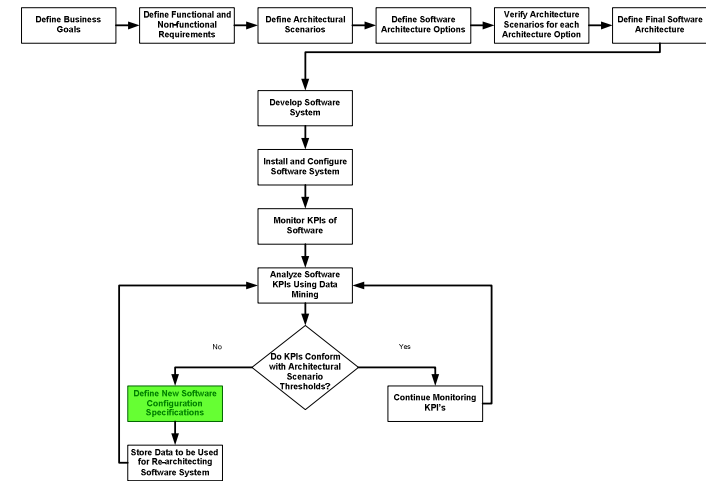 Define Business
Goals
Define Functional and
Non-functional
Requirements
Define Architectural
Scenarios
Define Software
Architecture Options
Verify Architecture
Scenarios for each
Architecture Option
Define Final Software
Architecture
Develop Software
System
Install and Configure
Software System
Monitor KPIs of
Software
Analyze Software
KPIs Using Data
Mining
No
Yes
Do KPIs Conform
with Architectural
Scenario
Thresholds?
Define New Software
Configuration
Specifications
Continue Monitoring
KPI's
Store Data to be Used
for Re-architecting
Software System